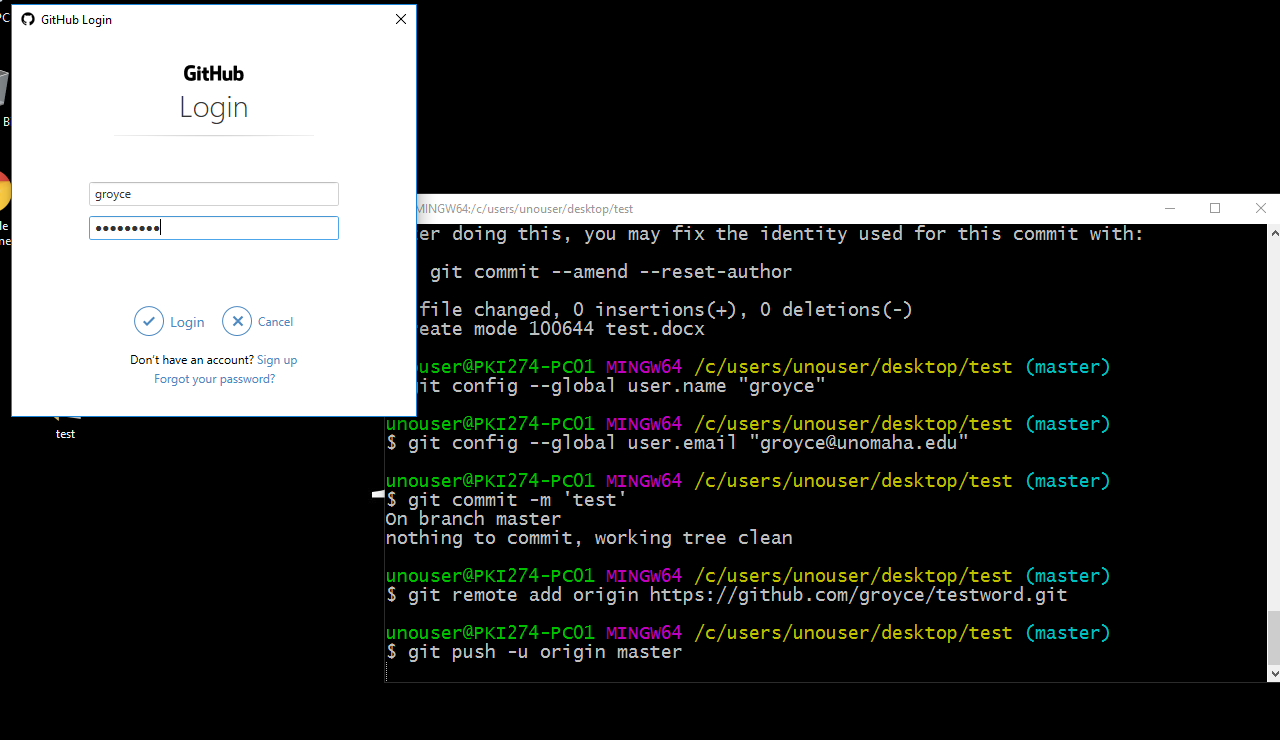 GitHub Login
GitHub
Login
groyce
Login
Cancel
Don't have an account? Sign up
Forgot your password?
test
MINGW64:/c/users/unouser/desktop/test
er doing this, you may fix the identity used for this commit with:
git commit --amend --reset-author
file changed, 0 insertions(+), 0 deletions(-)
reate mode 100644 test.docx
ouser@PKI274-PC01 MINGW64 /c/users/unouser/desktop/test (master)
git config --global user.name "groyce"
unouser@PKI274-PC01 MINGW64 /c/users/unouser/desktop/test (master)
$ git config --global user.email "groyce@unomaha.edu"
unouser@PKI274-PC01 MINGW64 /c/users/unouser/desktop/test (master)
$ git commit -m 'test'
On branch master
nothing to commit, working tree clean
unouser@PKI274-PC01 MINGW64 /c/users/unouser/desktop/test (master)
$ git remote add origin https://github.com/groyce/testword.git
unouser@PKI274-PC01 MINGW64 /c/users/unouser/desktop/test (master)
$ git push -u origin master